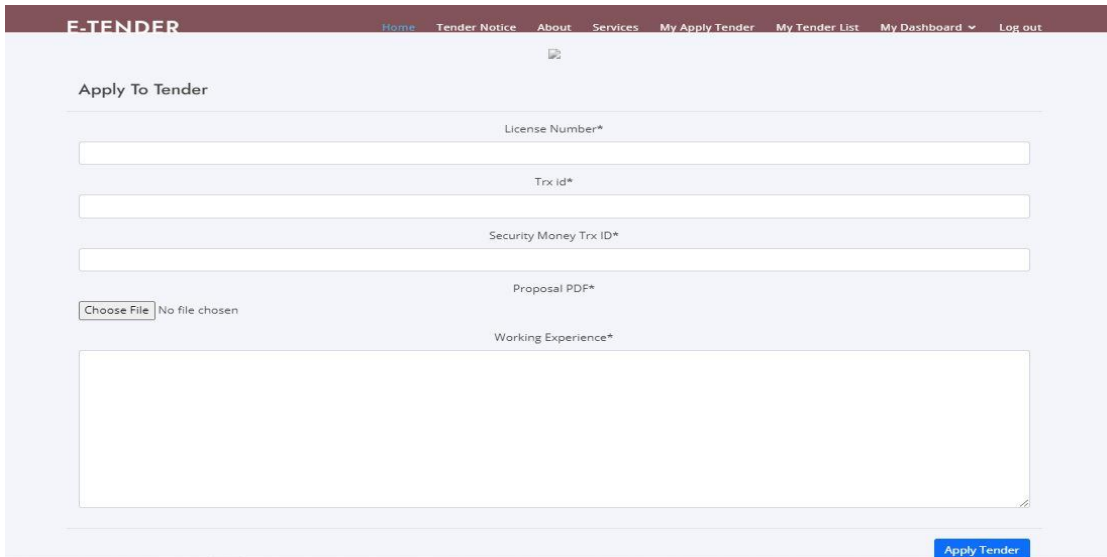 E-TENDER Home Tender Notice About Services My Apply Tender My Tender List My Dashboard Log out
Apply To Tender
License Number*
Trx id*
Security Money Trx ID*
Proposal PDF*
Choose File No file chosen
Working Experience*
Apply Tender